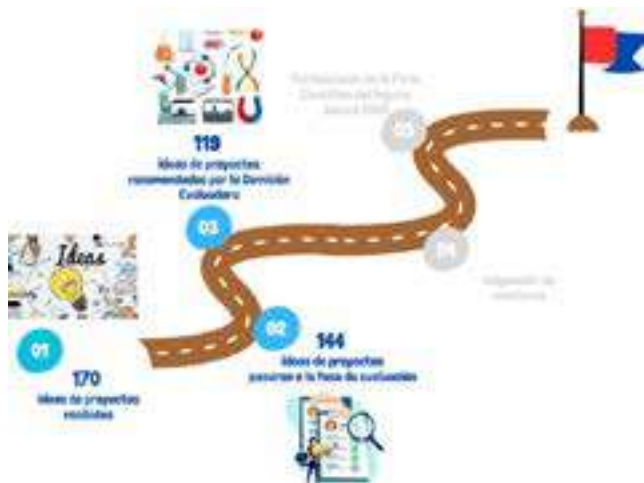 Ideas
01
170
Ideas de proyectos
recibidas
02
144
Ideas de proyectos
pasaron a la fase de evaluación
03
119
Ideas de proyectos
recomendados por la Comisión
Evaluadora
04
05